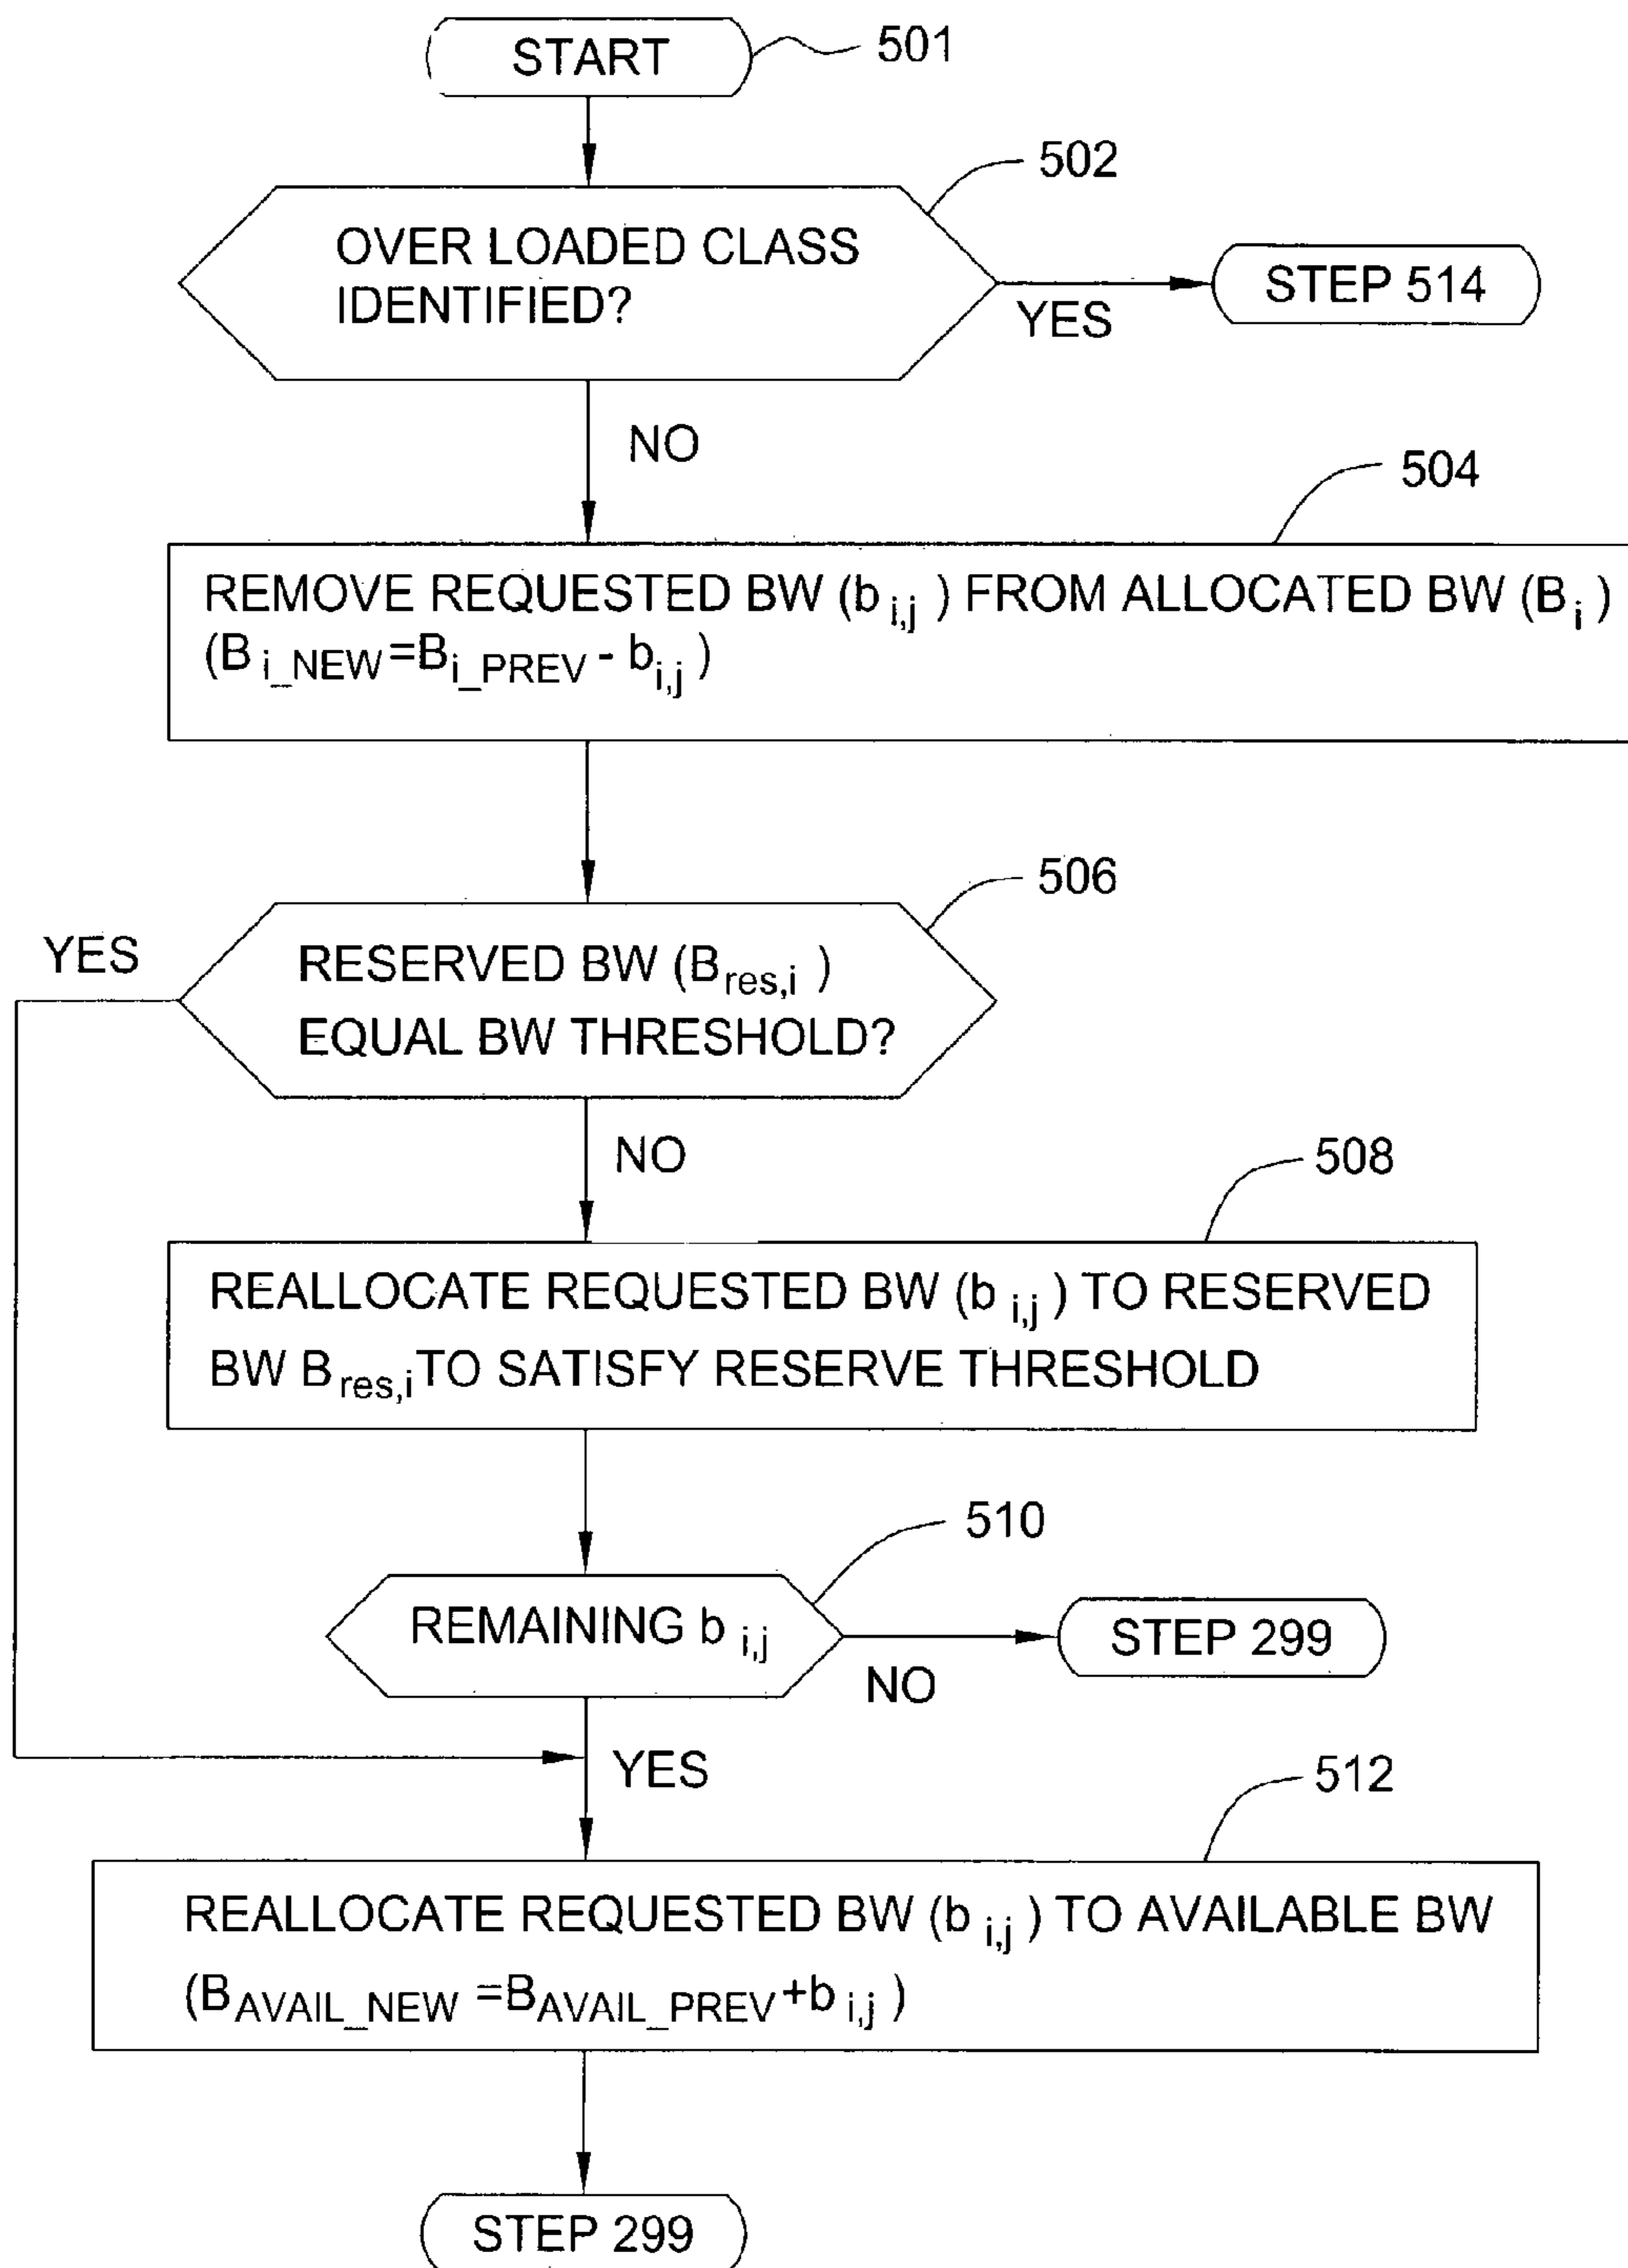 START
501
502
OVER LOADED CLASS
IDENTIFIED?
YES
STEP 514
NO
504
REMOVE REQUESTED BW (b i,j ) FROM ALLOCATED BW (B i )
(B i_NEW =B i_PREV - b i,j )
506
YES
RESERVED BW (B res,i )
EQUAL BW THRESHOLD?
NO
508
REALLOCATE REQUESTED BW (b i,j ) TO RESERVED
BW B res,i TO SATISFY RESERVE THRESHOLD
510
REMAINING b i,j
STEP 299
NO
YES
512
REALLOCATE REQUESTED BW (b i,j ) TO AVAILABLE BW
(B AVAIL_NEW =B AVAIL_PREV +b i,j )
STEP 299